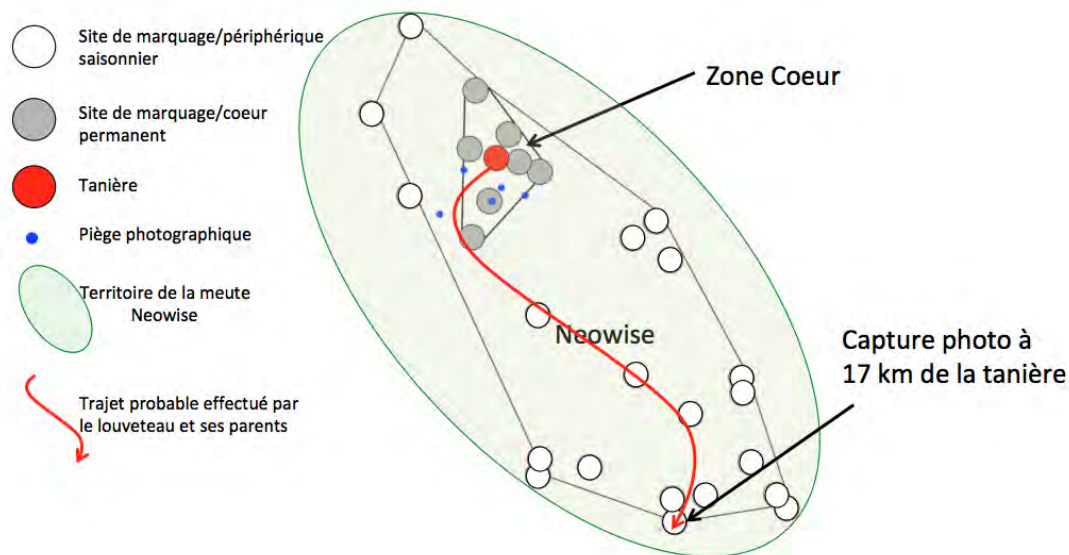 Site de marquage/périphérique
saisonnier
Site de marquage/coeur
permanent
Tanière
Piège photographique
Territoire de la meute
Neowise
Trajet probable effectué par
le louveteau et ses parents
Zone Coeur
Neowise
Capture photo à
17 km de la tanière